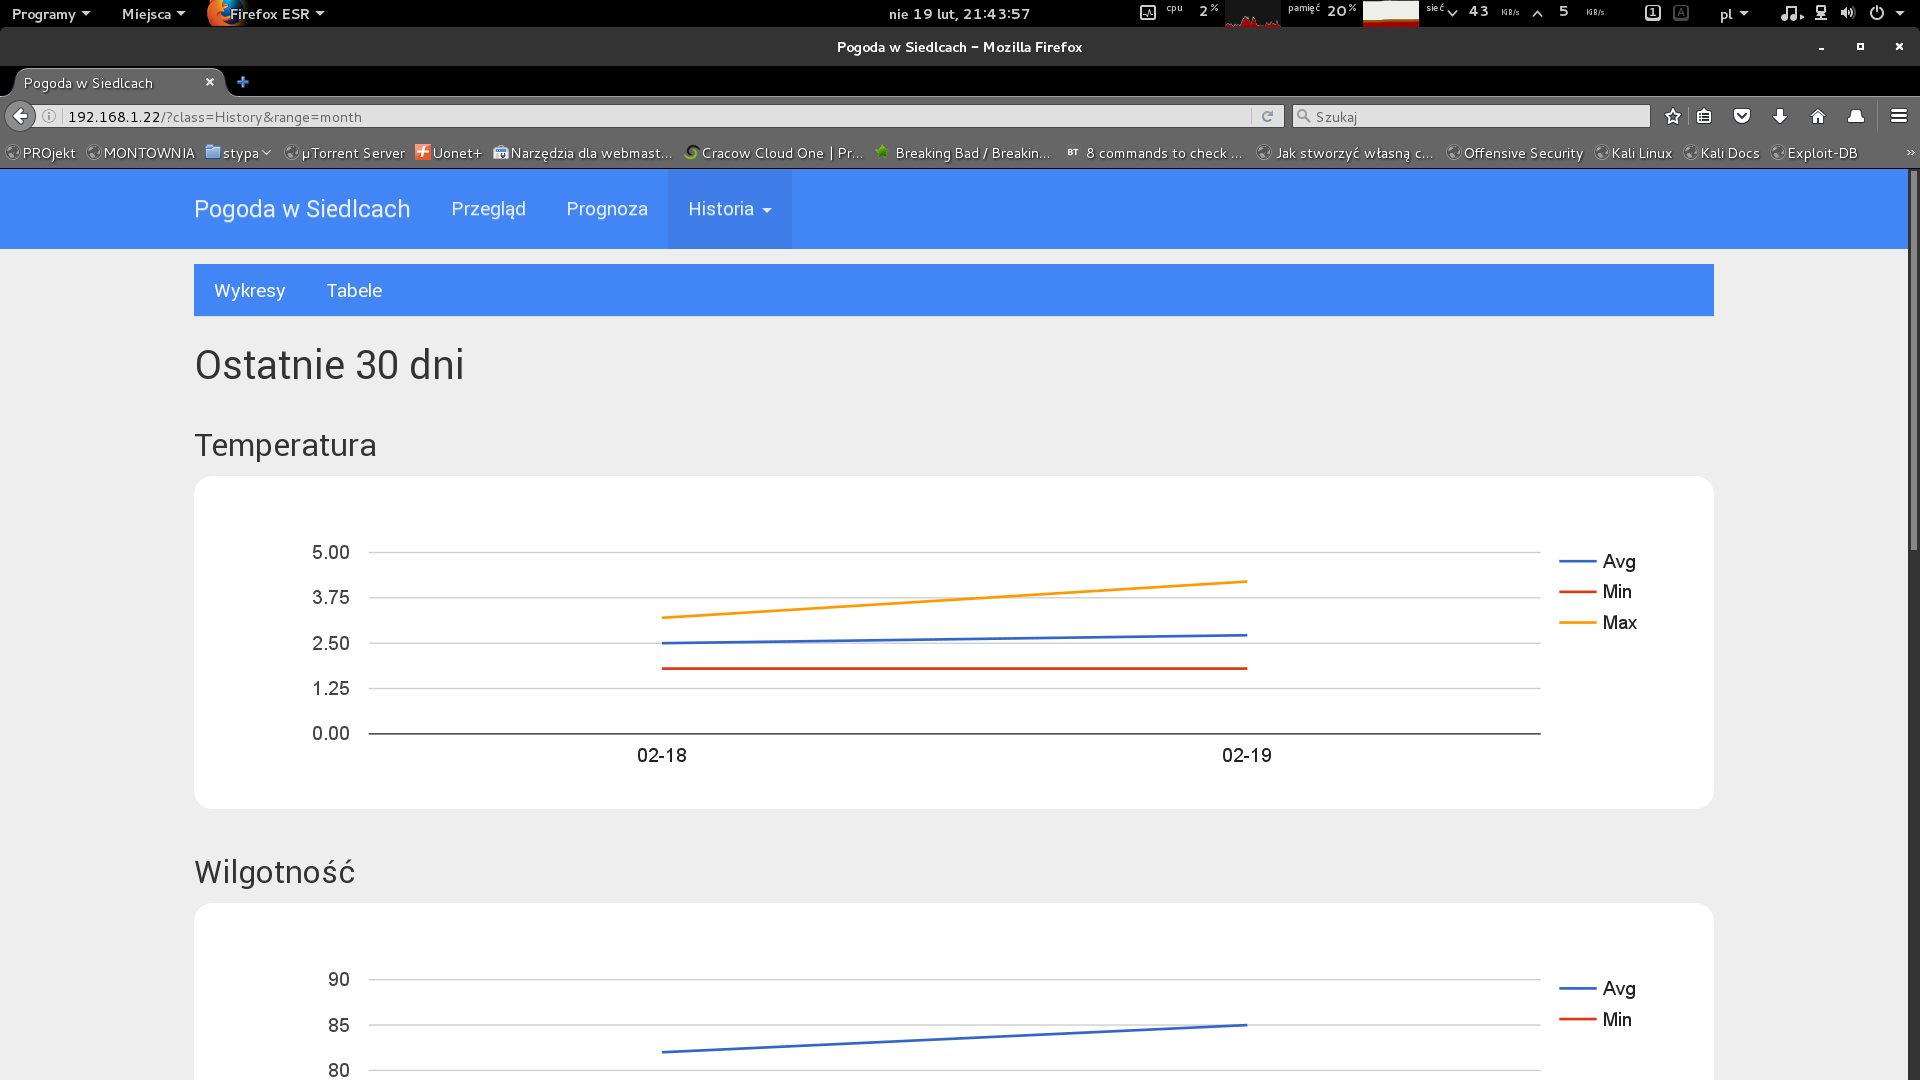 Programy Miejsca Firefox ESR nie 19 lut, 21:43:57 cpu 2 % pamięć 20 % sieć 43 KiB/s 5 KiB/s 1 A pl
Pogoda w Siedlcach – Mozilla Firefox
Pogoda w Siedlcach
192.168.1.22/?class=History&range=month Szukaj
PROjekt MONTOWNIA stypa µTorrent Server Uonet+ Narzędzia dla webmast... Cracow Cloud One | Pr... Breaking Bad / Breakin... BT 8 commands to check ... Jak stworzyć własną c... Offensive Security Kali Linux Kali Docs Exploit-DB »
Pogoda w Siedlcach Przegląd Prognoza Historia
Wykresy Tabele
Ostatnie 30 dni
Temperatura
5.00
3.75
2.50
1.25
0.00
02-18 02-19
Avg
Min
Max
Wilgotność
90
85
80
Avg
Min